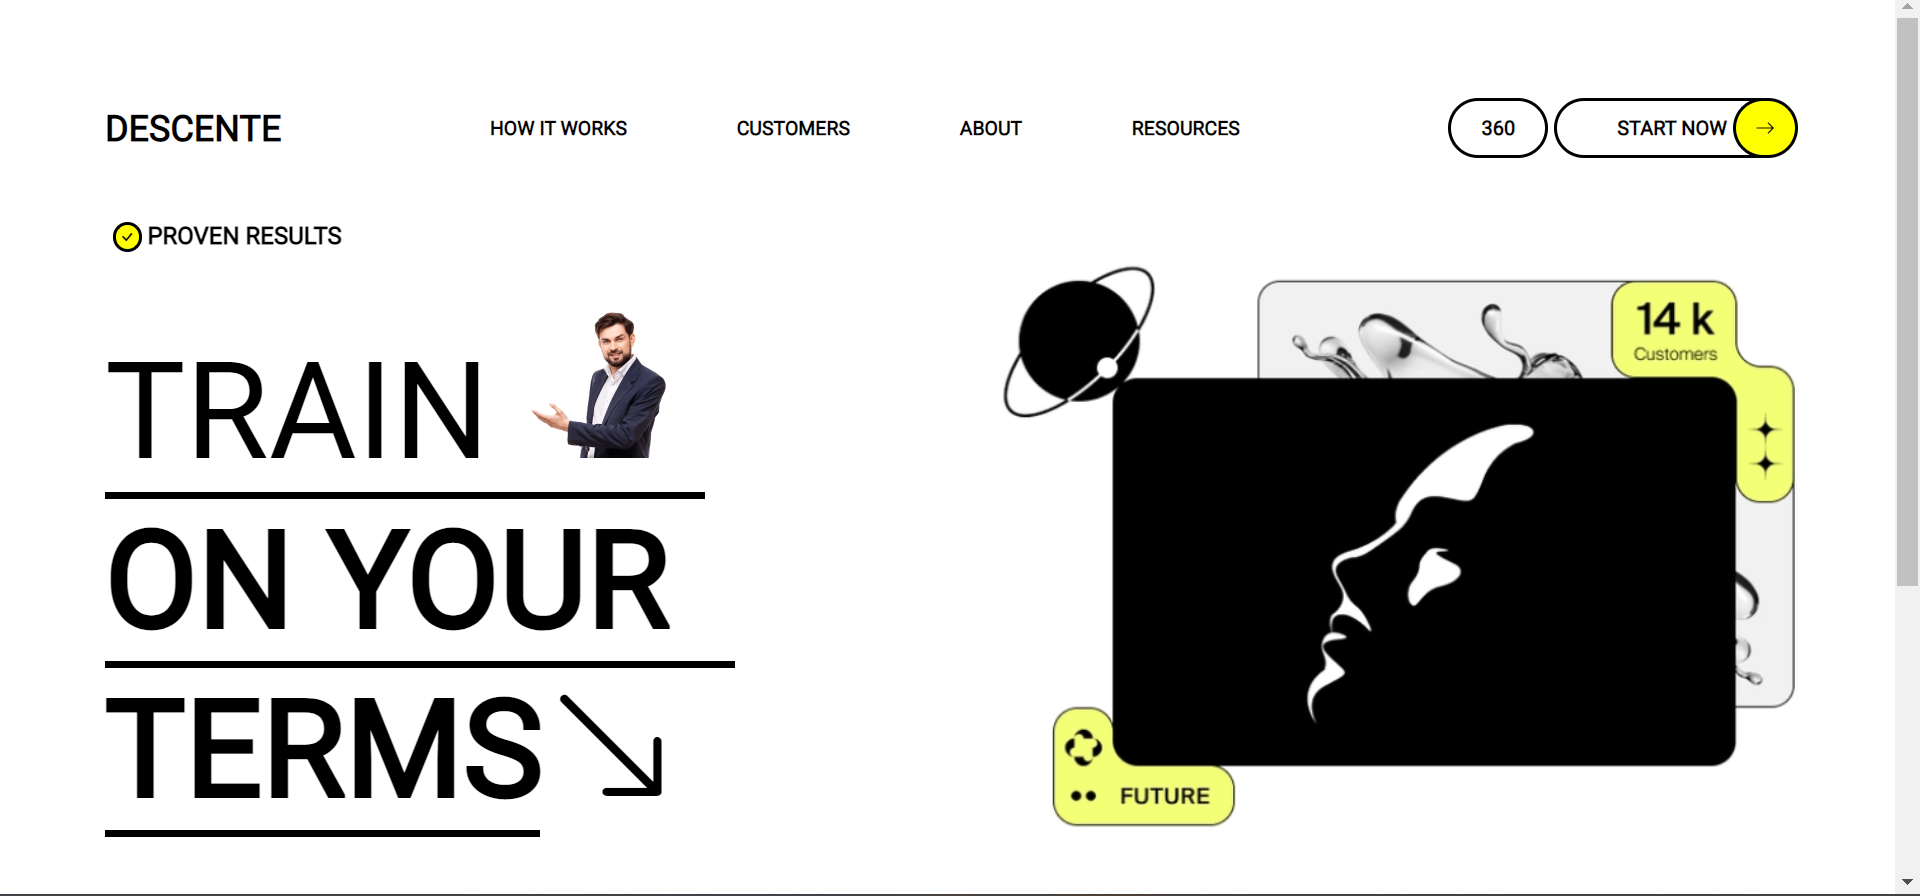 DESCENTE
HOW IT WORKS
CUSTOMERS
ABOUT
RESOURCES
360
START NOW
PROVEN RESULTS
TRAIN
ON YOUR
TERMS
14 k
Customers
FUTURE